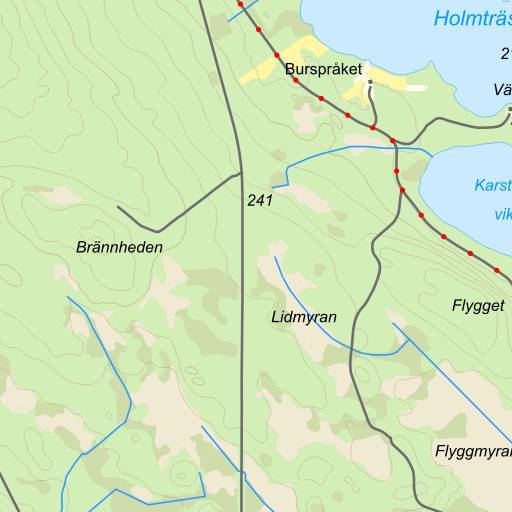 Holmträs
21
Burspråket
Vä
Karst
vik
241
Brännheden
Flygget
Lidmyran
Flyggmyran